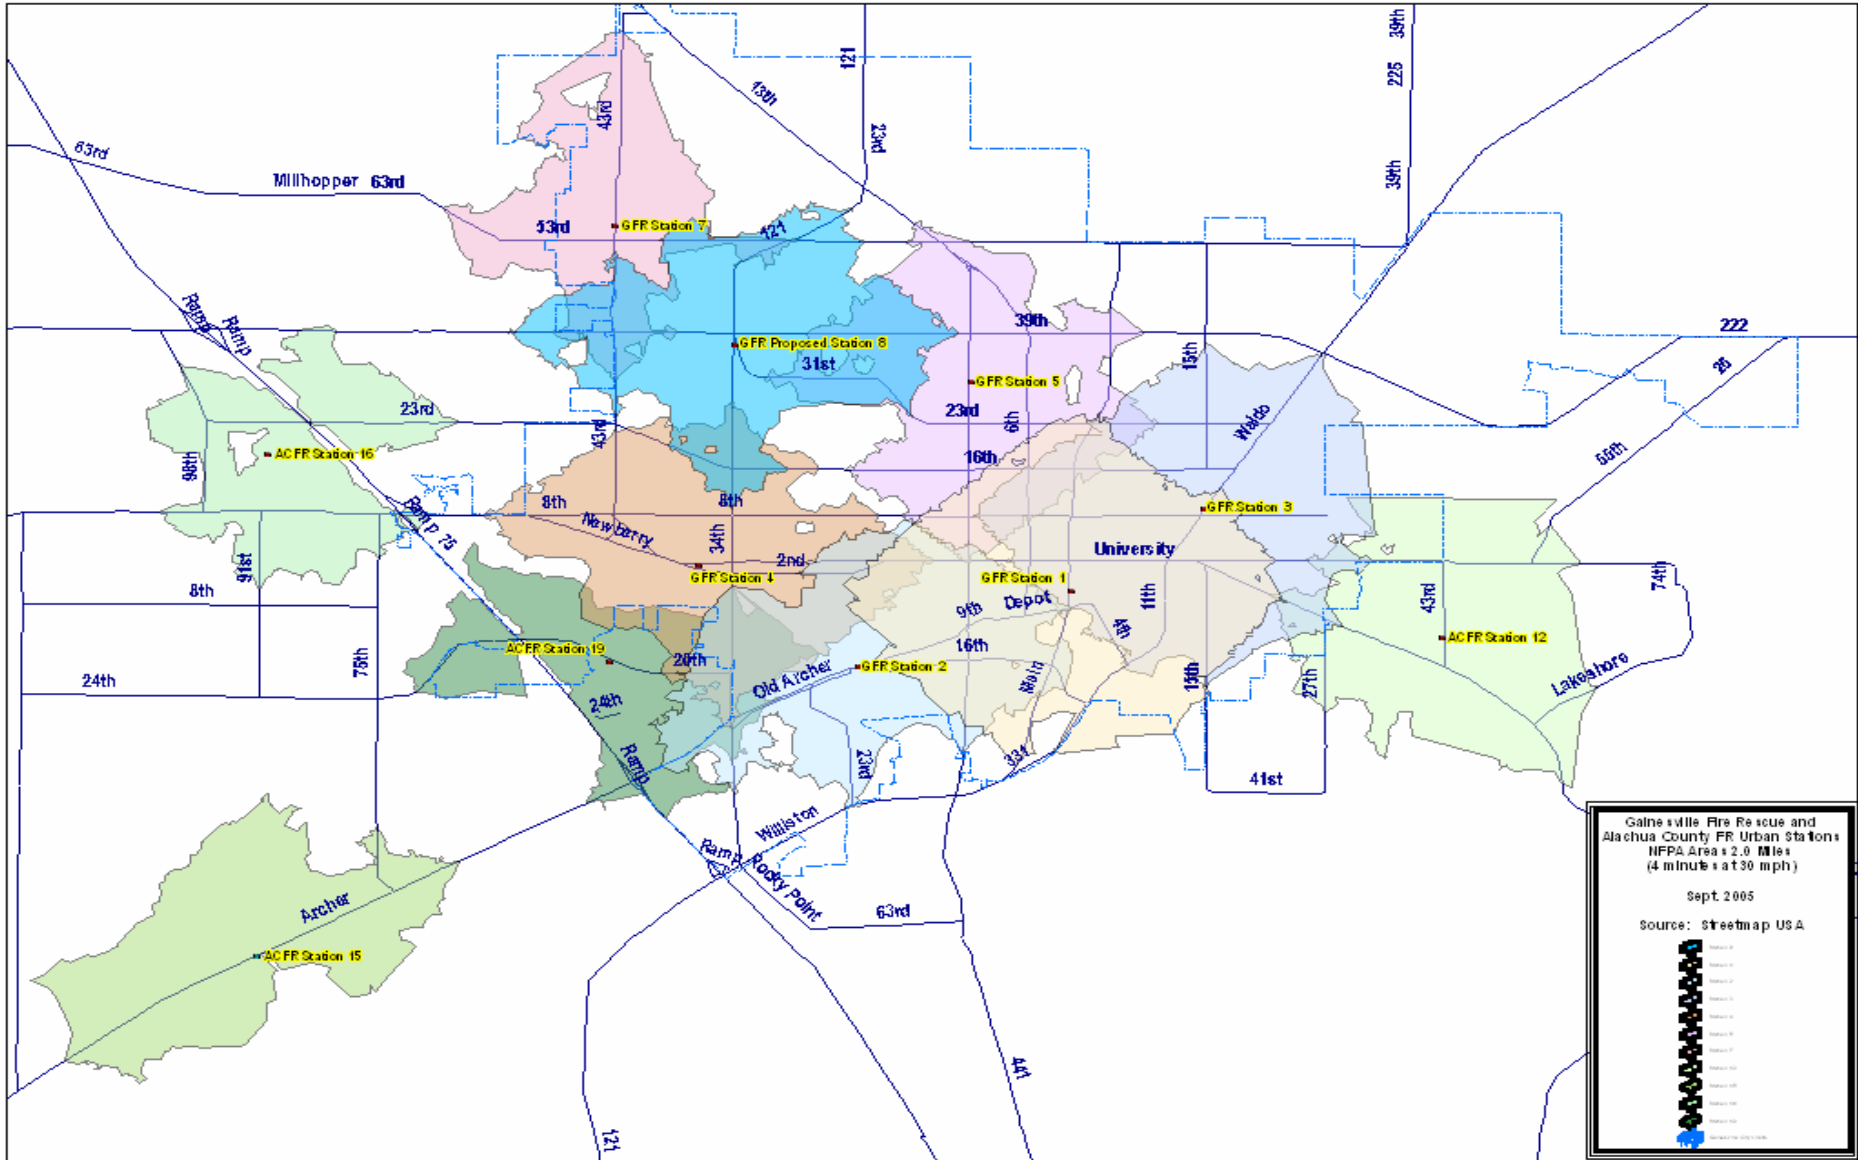 39th
225
39th
121
13th
23rd
43rd
63rd
Millhopper 63rd
53rd
GFR Station 7
121
Ramp
Ramp
39th
222
26
GFR Proposed Station 8
31st
15th
GFR Station 5
23rd
43rd
23rd
6th
Waldo
98th
ACFR Station 16
16th
55th
8th
8th
GFR Station 3
Newberry
Ramp 75
34th
2nd
University
91st
GFR Station 4
GFR Station 1
74th
8th
9th Depot
11th
43rd
4th
ACFR Station 12
75th
ACFR Station 19
20th
16th
GFR Station 2
Old Archer
Main
15th
27th
Lakeshore
24th
24th
Ramp
23rd
331
41st
Williston
Ramp Rocky Point
63rd
Archer
ACFR Station 15
441
121
Gainesville Fire Rescue and
Alachua County FR Urban Stations
NFPA Areas 2.0 Miles
(4 minutes at 30 mph)
Sept. 2005
Source: Streetmap USA